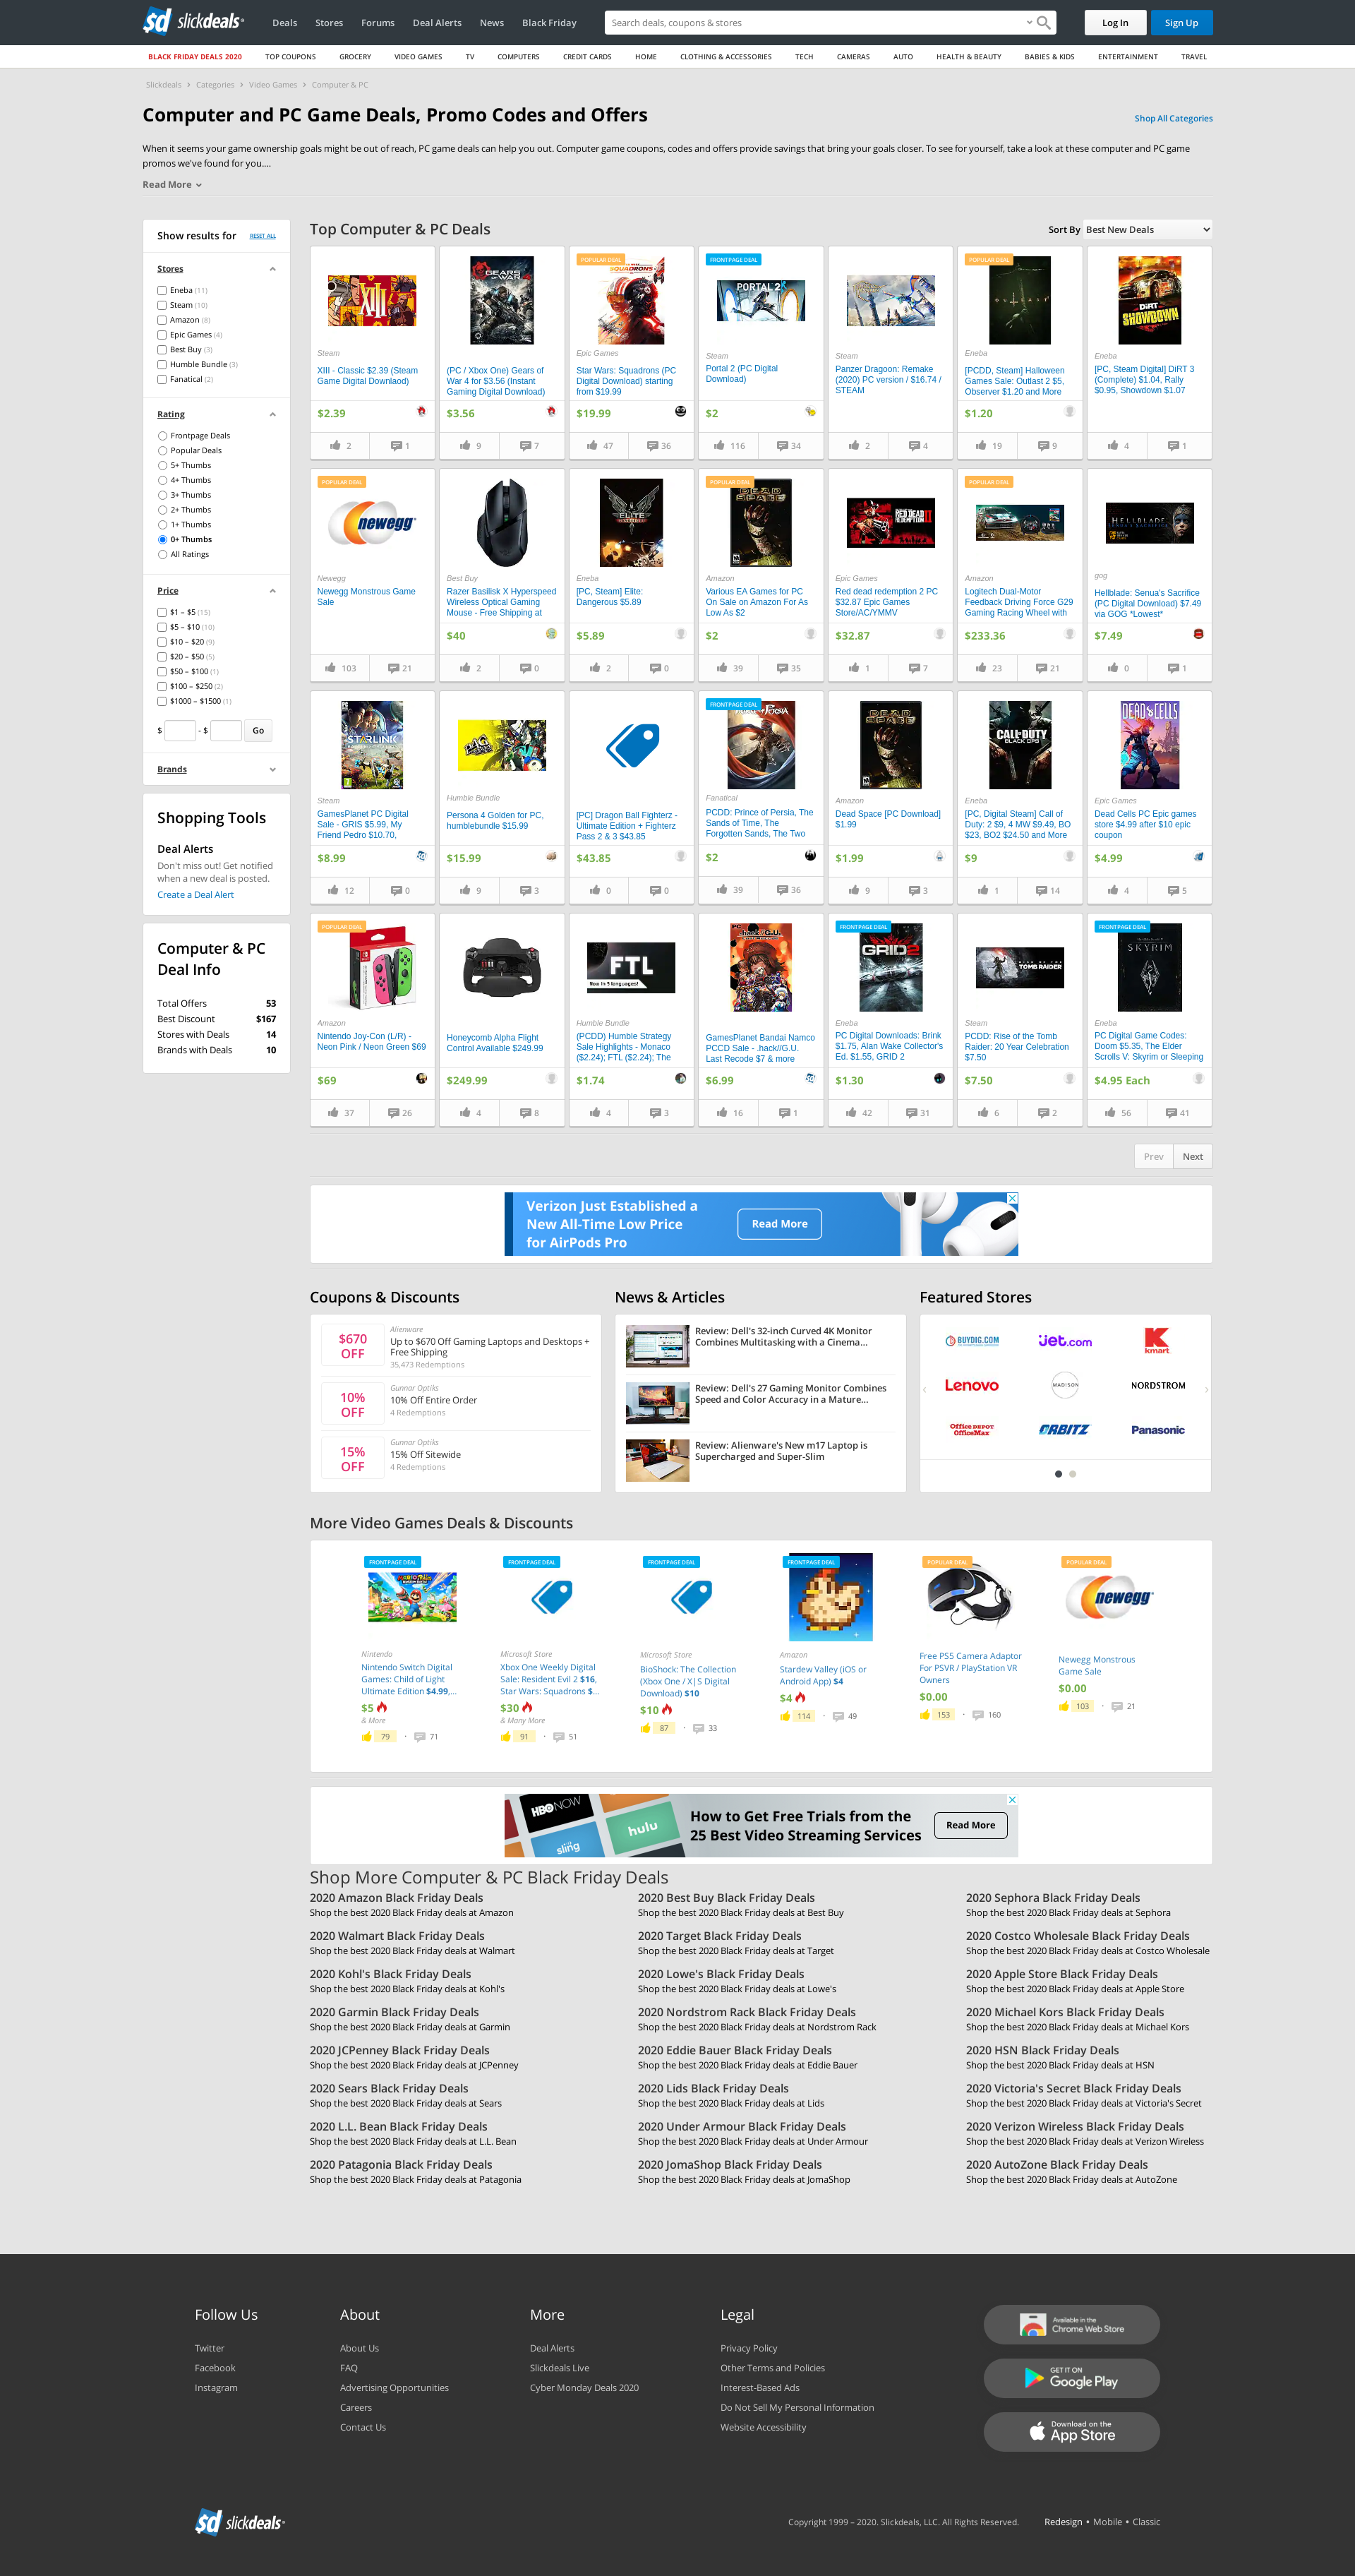 slickdeals
Deals Stores Forums Deal Alerts News Black Friday
Search deals, coupons & stores
Log In
Sign Up
BLACK FRIDAY DEALS 2020 TOP COUPONS GROCERY VIDEO GAMES TV COMPUTERS CREDIT CARDS HOME CLOTHING & ACCESSORIES TECH CAMERAS AUTO HEALTH & BEAUTY BABIES & KIDS ENTERTAINMENT TRAVEL
Slickdeals > Categories > Video Games > Computer & PC
Computer and PC Game Deals, Promo Codes and Offers
Shop All Categories
When it seems your game ownership goals might be out of reach, PC game deals can help you out. Computer game coupons, codes and offers provide savings that bring your goals closer. To see for yourself, take a look at these computer and PC game
promos we've found for you....
Read More
Show results for RESET ALL
Stores
Eneba (11)
Steam (10)
Amazon (8)
Epic Games (4)
Best Buy (3)
Humble Bundle (3)
Fanatical (2)
Rating
Frontpage Deals
Popular Deals
5+ Thumbs
4+ Thumbs
3+ Thumbs
2+ Thumbs
1+ Thumbs
0+ Thumbs
All Ratings
Price
$1 – $5 (15)
$5 – $10 (10)
$10 – $20 (9)
$20 – $50 (5)
$50 – $100 (1)
$100 – $250 (2)
$1000 – $1500 (1)
$ - $ Go
Brands
Shopping Tools
Deal Alerts
Don't miss out! Get notified
when a new deal is posted.
Create a Deal Alert
Computer & PC
Deal Info
Total Offers 53
Best Discount $167
Stores with Deals 14
Brands with Deals 10
Top Computer & PC Deals
Sort By Best New Deals
XIII
Steam
XIII - Classic $2.39 (Steam
Game Digital Downlaod)
$2.39
2 1
GEARS OF WAR
(PC / Xbox One) Gears of
War 4 for $3.56 (Instant
Gaming Digital Download)
$3.56
9 7
POPULAR DEAL
SQUADRONS
Epic Games
Star Wars: Squadrons (PC
Digital Download) starting
from $19.99
$19.99
47 36
FRONTPAGE DEAL
PORTAL 2
Steam
Portal 2 (PC Digital
Download)
$2
116 34
Steam
Panzer Dragoon: Remake
(2020) PC version / $16.74 /
STEAM
2 4
POPULAR DEAL
OUTLAST
Eneba
[PCDD, Steam] Halloween
Games Sale: Outlast 2 $5,
Observer $1.20 and More
$1.20
19 9
DiRT SHOWDOWN
Eneba
[PC, Steam Digital] DiRT 3
(Complete) $1.04, Rally
$0.95, Showdown $1.07
4 1
POPULAR DEAL
newegg
Newegg
Newegg Monstrous Game
Sale
103 21
Best Buy
Razer Basilisk X Hyperspeed
Wireless Optical Gaming
Mouse - Free Shipping at
$40
2 0
ELITE
Eneba
[PC, Steam] Elite:
Dangerous $5.89
$5.89
2 0
POPULAR DEAL
DEAD SPACE
Amazon
Various EA Games for PC
On Sale on Amazon For As
Low As $2
$2
39 35
RED DEAD REDEMPTION II
Epic Games
Red dead redemption 2 PC
$32.87 Epic Games
Store/AC/YMMV
$32.87
1 7
POPULAR DEAL
Amazon
Logitech Dual-Motor
Feedback Driving Force G29
Gaming Racing Wheel with
$233.36
23 21
HELLBLADE
gog
Hellblade: Senua's Sacrifice
(PC Digital Download) $7.49
via GOG *Lowest*
$7.49
0 1
STARLINK
Steam
GamesPlanet PC Digital
Sale - GRIS $5.99, My
Friend Pedro $10.70,
$8.99
12 0
Humble Bundle
Persona 4 Golden for PC,
humblebundle $15.99
$15.99
9 3
[PC] Dragon Ball Fighterz -
Ultimate Edition + Fighterz
Pass 2 & 3 $43.85
$43.85
0 0
FRONTPAGE DEAL
Fanatical
PCDD: Prince of Persia, The
Sands of Time, The
Forgotten Sands, The Two
$2
39 36
DEAD SPACE
Amazon
Dead Space [PC Download]
$1.99
$1.99
9 3
CALL OF DUTY
BLACK OPS
Eneba
[PC, Digital Steam] Call of
Duty: 2 $9, 4 MW $9.49, BO
$23, BO2 $24.50 and More
$9
1 14
DEAD CELLS
Epic Games
Dead Cells PC Epic games
store $4.99 after $10 epic
coupon
$4.99
4 5
POPULAR DEAL
Amazon
Nintendo Joy-Con (L/R) -
Neon Pink / Neon Green $69
$69
37 26
Honeycomb Alpha Flight
Control Available $249.99
$249.99
4 8
FTL
Now in 9 languages!
Humble Bundle
(PCDD) Humble Strategy
Sale Highlights - Monaco
($2.24); FTL ($2.24); The
$1.74
4 3
.hack//G.U.
GamesPlanet Bandai Namco
PCCD Sale - .hack//G.U.
Last Recode $7 & more
$6.99
16 1
FRONTPAGE DEAL
GRID 2
Eneba
PC Digital Downloads: Brink
$1.75, Alan Wake Collector's
Ed. $1.55, GRID 2
$1.30
42 31
TOMB RAIDER
Steam
PCDD: Rise of the Tomb
Raider: 20 Year Celebration
$7.50
$7.50
6 2
FRONTPAGE DEAL
SKYRIM
Eneba
PC Digital Game Codes:
Doom $5.35, The Elder
Scrolls V: Skyrim or Sleeping
$4.95 Each
56 41
Prev Next
Verizon Just Established a
New All-Time Low Price
for AirPods Pro
Read More
Coupons & Discounts
$670
OFF
Alienware
Up to $670 Off Gaming Laptops and Desktops +
Free Shipping
35,473 Redemptions
10%
OFF
Gunnar Optiks
10% Off Entire Order
4 Redemptions
15%
OFF
Gunnar Optiks
15% Off Sitewide
4 Redemptions
News & Articles
Review: Dell's 32-inch Curved 4K Monitor
Combines Multitasking with a Cinema...
Review: Dell's 27 Gaming Monitor Combines
Speed and Color Accuracy in a Mature...
Review: Alienware's New m17 Laptop is
Supercharged and Super-Slim
Featured Stores
BUYDIG.COM
jet.com
kmart
Lenovo
MADISON
NORDSTROM
Office DEPOT
OfficeMax
ORBITZ
Panasonic
More Video Games Deals & Discounts
FRONTPAGE DEAL
Nintendo
Nintendo Switch Digital
Games: Child of Light
Ultimate Edition $4.99,...
$5
& More
79 · 71
FRONTPAGE DEAL
Microsoft Store
Xbox One Weekly Digital
Sale: Resident Evil 2 $16,
Star Wars: Squadrons $...
$30
& Many More
91 · 51
FRONTPAGE DEAL
Microsoft Store
BioShock: The Collection
(Xbox One / X|S Digital
Download) $10
$10
87 · 33
FRONTPAGE DEAL
Amazon
Stardew Valley (iOS or
Android App) $4
$4
114 · 49
POPULAR DEAL
Free PS5 Camera Adaptor
For PSVR / PlayStation VR
Owners
$0.00
153 · 160
POPULAR DEAL
newegg
Newegg Monstrous
Game Sale
$0.00
103 · 21
HBO NOW
hulu
sling
How to Get Free Trials from the
25 Best Video Streaming Services
Read More
Shop More Computer & PC Black Friday Deals
2020 Amazon Black Friday Deals
Shop the best 2020 Black Friday deals at Amazon
2020 Best Buy Black Friday Deals
Shop the best 2020 Black Friday deals at Best Buy
2020 Sephora Black Friday Deals
Shop the best 2020 Black Friday deals at Sephora
2020 Walmart Black Friday Deals
Shop the best 2020 Black Friday deals at Walmart
2020 Target Black Friday Deals
Shop the best 2020 Black Friday deals at Target
2020 Costco Wholesale Black Friday Deals
Shop the best 2020 Black Friday deals at Costco Wholesale
2020 Kohl's Black Friday Deals
Shop the best 2020 Black Friday deals at Kohl's
2020 Lowe's Black Friday Deals
Shop the best 2020 Black Friday deals at Lowe's
2020 Apple Store Black Friday Deals
Shop the best 2020 Black Friday deals at Apple Store
2020 Garmin Black Friday Deals
Shop the best 2020 Black Friday deals at Garmin
2020 Nordstrom Rack Black Friday Deals
Shop the best 2020 Black Friday deals at Nordstrom Rack
2020 Michael Kors Black Friday Deals
Shop the best 2020 Black Friday deals at Michael Kors
2020 JCPenney Black Friday Deals
Shop the best 2020 Black Friday deals at JCPenney
2020 Eddie Bauer Black Friday Deals
Shop the best 2020 Black Friday deals at Eddie Bauer
2020 HSN Black Friday Deals
Shop the best 2020 Black Friday deals at HSN
2020 Sears Black Friday Deals
Shop the best 2020 Black Friday deals at Sears
2020 Lids Black Friday Deals
Shop the best 2020 Black Friday deals at Lids
2020 Victoria's Secret Black Friday Deals
Shop the best 2020 Black Friday deals at Victoria's Secret
2020 L.L. Bean Black Friday Deals
Shop the best 2020 Black Friday deals at L.L. Bean
2020 Under Armour Black Friday Deals
Shop the best 2020 Black Friday deals at Under Armour
2020 Verizon Wireless Black Friday Deals
Shop the best 2020 Black Friday deals at Verizon Wireless
2020 Patagonia Black Friday Deals
Shop the best 2020 Black Friday deals at Patagonia
2020 JomaShop Black Friday Deals
Shop the best 2020 Black Friday deals at JomaShop
2020 AutoZone Black Friday Deals
Shop the best 2020 Black Friday deals at AutoZone
Follow Us
Twitter
Facebook
Instagram
About
About Us
FAQ
Advertising Opportunities
Careers
Contact Us
More
Deal Alerts
Slickdeals Live
Cyber Monday Deals 2020
Legal
Privacy Policy
Other Terms and Policies
Interest-Based Ads
Do Not Sell My Personal Information
Website Accessibility
Available in the
Chrome Web Store
GET IT ON
Google Play
Download on the
App Store
slickdeals
Copyright 1999 – 2020. Slickdeals, LLC. All Rights Reserved.
Redesign • Mobile • Classic